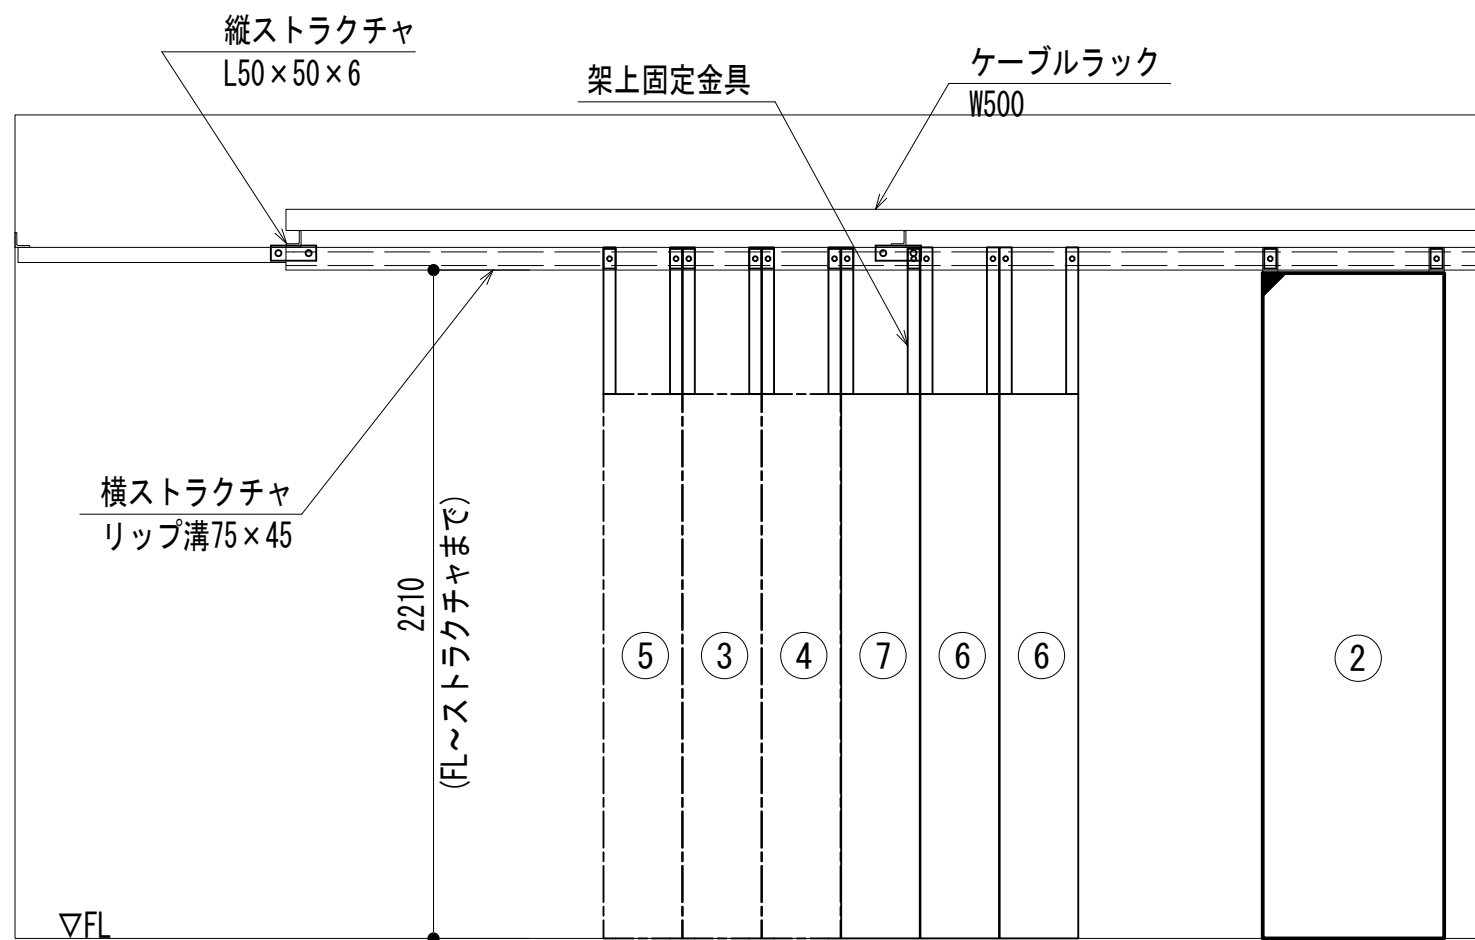 縦ストラクチャ
L50×50×6
架上固定金具
ケーブルラック
W500
横ストラクチャ
リップ溝75×45
2210
(FL~ストラクチャまで)
⑤
③
④
⑦
⑥
⑥
②
▽FL